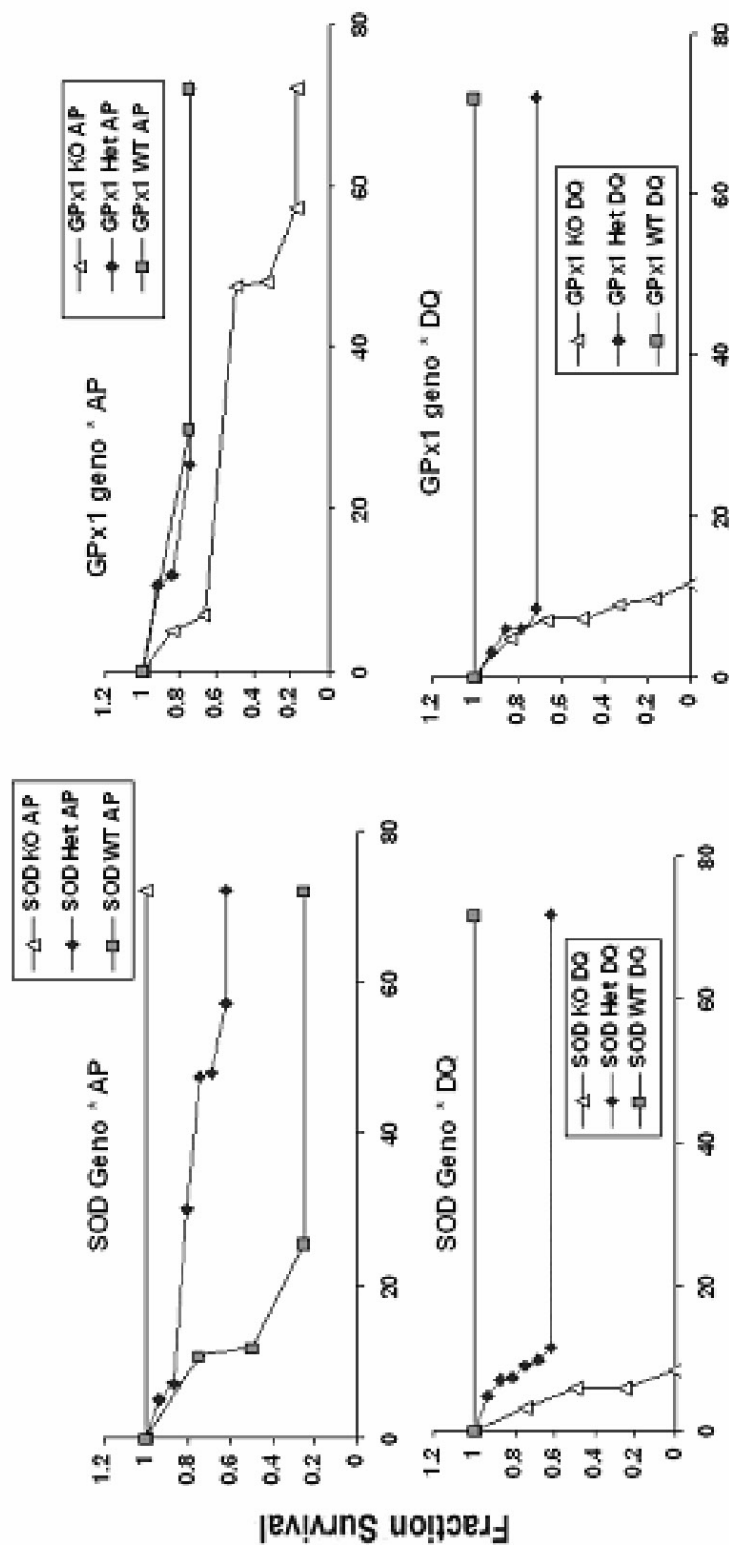 Fraction Survival
SOD Geno * AP
SOD KO AP
SOD Het AP
SOD WT AP
1.2
1
0.8
0.6
0.4
0.2
0
0
20
40
60
80
GPx1 geno * AP
GPx1 KO AP
GPx1 Het AP
GPx1 WT AP
1.2
1
0.8
0.6
0.4
0.2
0
0
20
40
60
80
SOD Geno * DQ
SOD KO DQ
SOD Het DQ
SOD WT DQ
1.2
1
0.8
0.6
0.4
0.2
0
0
20
40
60
80
GPx1 geno * DQ
GPx1 KO DQ
GPx1 Het DQ
GPx1 WT DQ
1.2
1
0.8
0.6
0.4
0.2
0
0
20
40
60
80